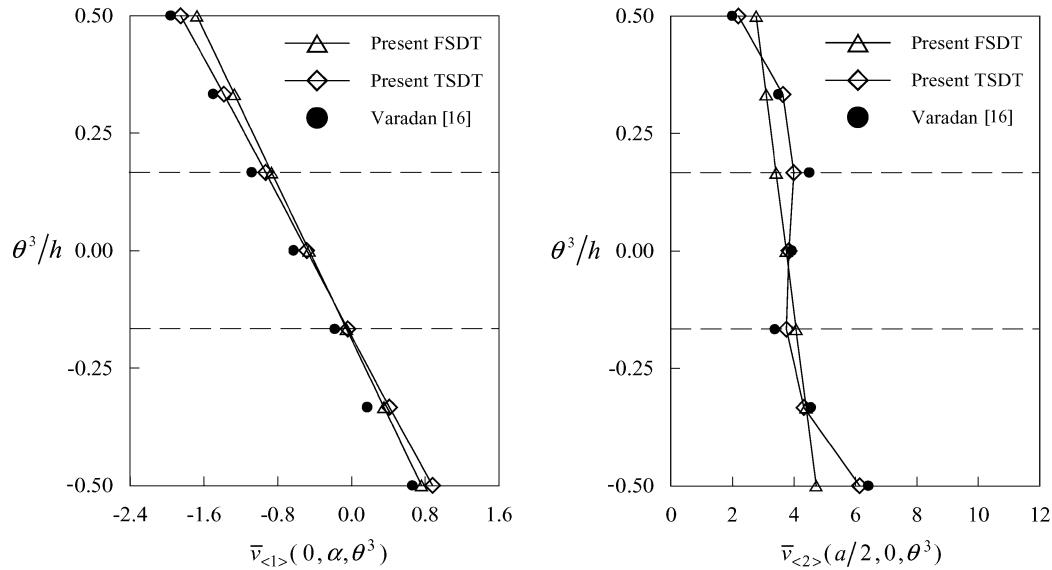 0.50
0.25
θ³/h 0.00
-0.25
-0.50
-2.4 -1.6 -0.8 0.0 0.8 1.6
v̅<1>(0,α,θ³)
Present FSDT
Present TSDT
Varadan [16]
0.50
0.25
θ³/h 0.00
-0.25
-0.50
0 2 4 6 8 10 12
v̅<2>(a/2,0,θ³)
Present FSDT
Present TSDT
Varadan [16]